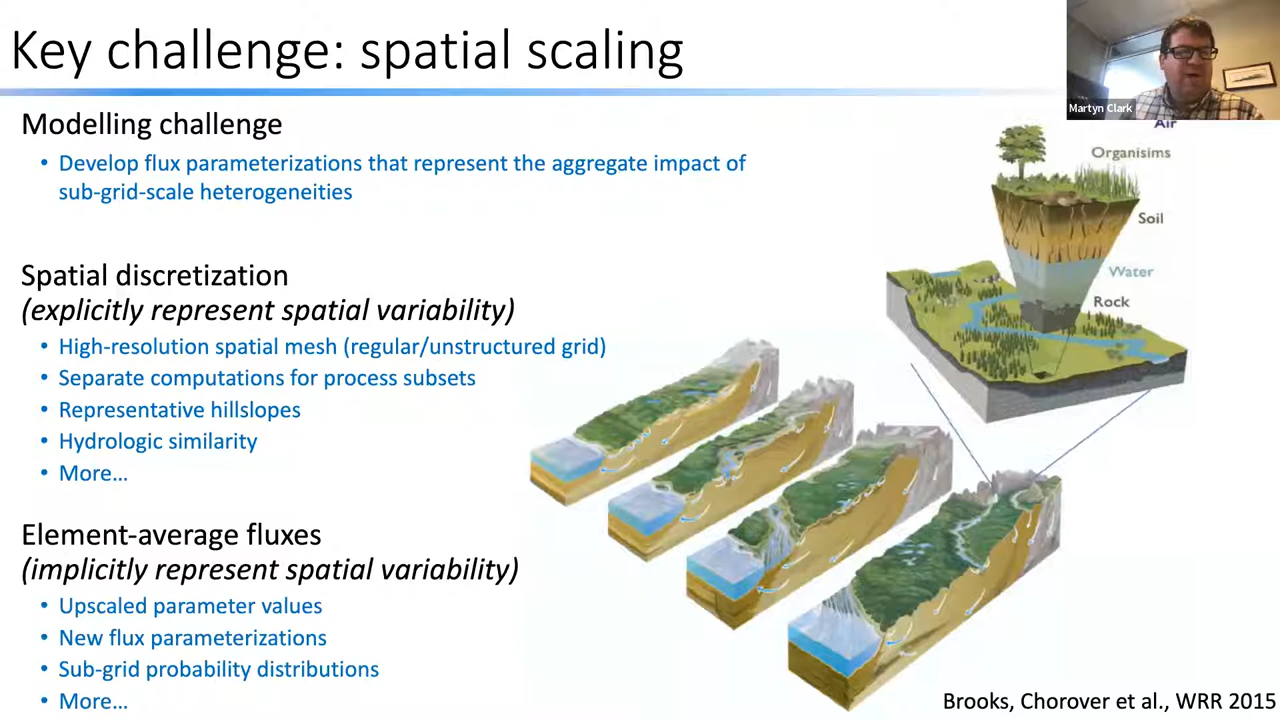 Key challenge: spatial scaling
Martyn Clark
Modelling challenge
• Develop flux parameterizations that represent the aggregate impact of
sub-grid-scale heterogeneities
Spatial discretization
(explicitly represent spatial variability)
• High-resolution spatial mesh (regular/unstructured grid)
• Separate computations for process subsets
• Representative hillslopes
• Hydrologic similarity
• More...
Element-average fluxes
(implicitly represent spatial variability)
• Upscaled parameter values
• New flux parameterizations
• Sub-grid probability distributions
• More...
Air
Organisims
Soil
Water
Rock
Brooks, Chorover et al., WRR 2015